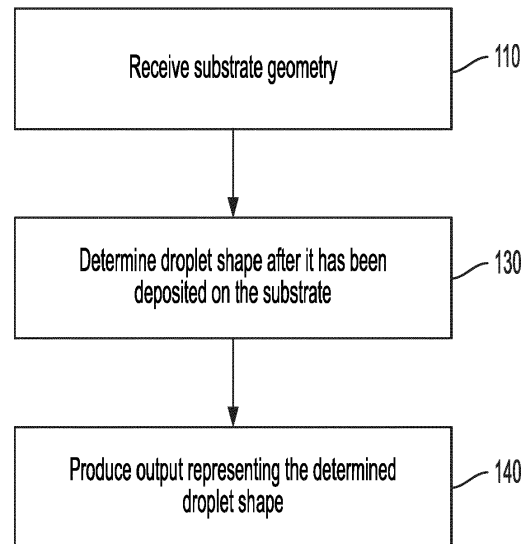 Receive substrate geometry
110
Determine droplet shape after it has been
deposited on the substrate
130
Produce output representing the determined
droplet shape
140